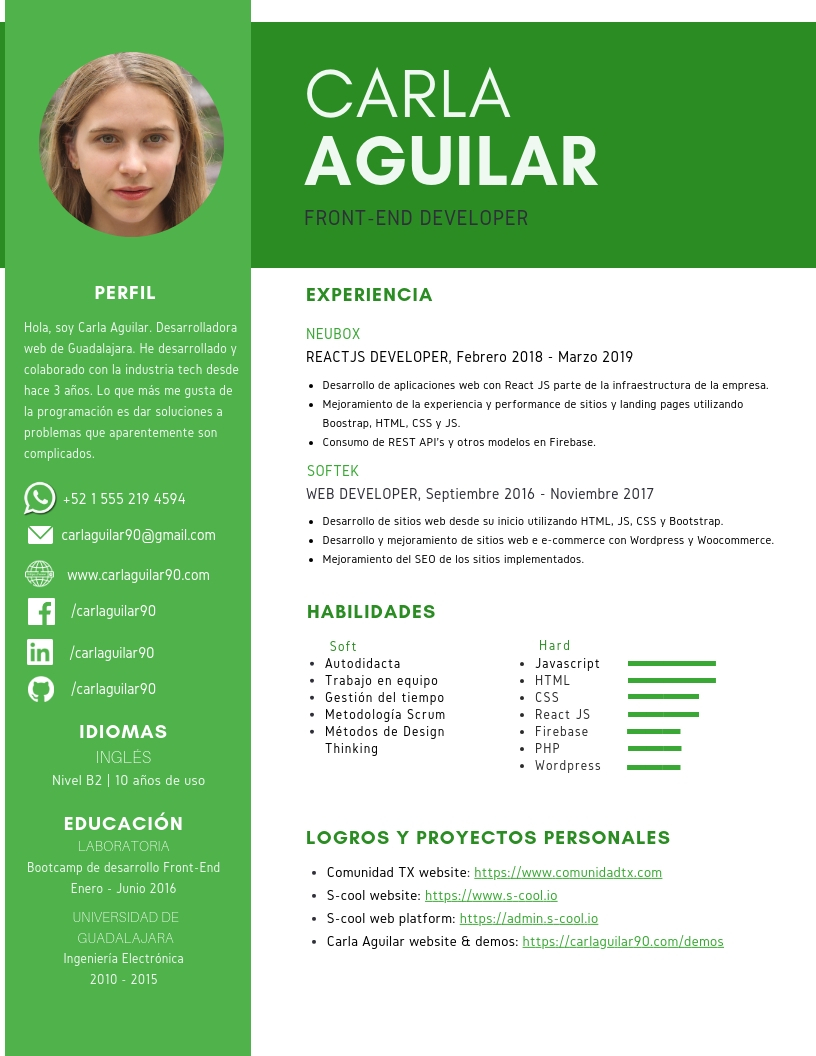 CARLA
AGUILAR
FRONT-END DEVELOPER
PERFIL
Hola, soy Carla Aguilar. Desarrolladora
web de Guadalajara. He desarrollado y
colaborado con la industria tech desde
hace 3 años. Lo que más me gusta de
la programación es dar soluciones a
problemas que aparentemente son
complicados.
+52 1 555 219 4594
carlaguilar90@gmail.com
www.carlaguilar90.com
/carlaguilar90
/carlaguilar90
/carlaguilar90
IDIOMAS
INGLÉS
Nivel B2 | 10 años de uso
EDUCACIÓN
LABORATORIA
Bootcamp de desarrollo Front-End
Enero - Junio 2016
UNIVERSIDAD DE
GUADALAJARA
Ingeniería Electrónica
2010 - 2015
EXPERIENCIA
NEUBOX
REACTJS DEVELOPER, Febrero 2018 - Marzo 2019
• Desarrollo de aplicaciones web con React JS parte de la infraestructura de la empresa.
• Mejoramiento de la experiencia y performance de sitios y landing pages utilizando
Boostrap, HTML, CSS y JS.
• Consumo de REST API's y otros modelos en Firebase.
SOFTEK
WEB DEVELOPER, Septiembre 2016 - Noviembre 2017
• Desarrollo de sitios web desde su inicio utilizando HTML, JS, CSS y Bootstrap.
• Desarrollo y mejoramiento de sitios web e e-commerce con Wordpress y Woocommerce.
• Mejoramiento del SEO de los sitios implementados.
HABILIDADES
Soft
• Autodidacta
• Trabajo en equipo
• Gestión del tiempo
• Metodología Scrum
• Métodos de Design
Thinking
Hard
• Javascript
• HTML
• CSS
• React JS
• Firebase
• PHP
• Wordpress
LOGROS Y PROYECTOS PERSONALES
• Comunidad TX website: https://www.comunidadtx.com
• S-cool website: https://www.s-cool.io
• S-cool web platform: https://admin.s-cool.io
• Carla Aguilar website & demos: https://carlaguilar90.com/demos